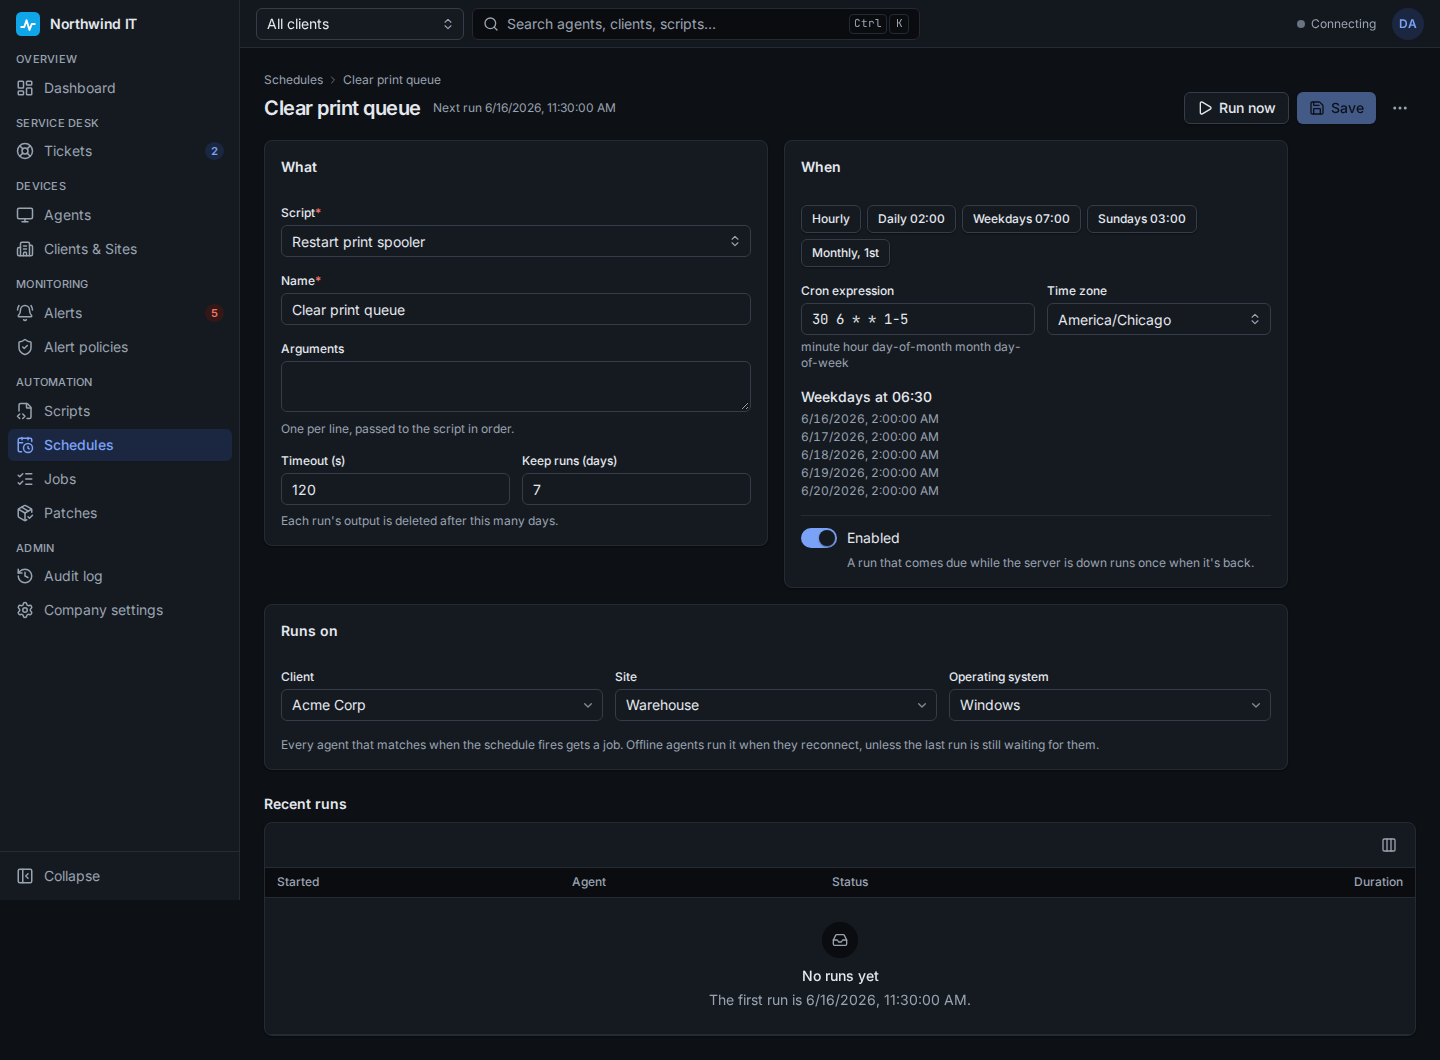 Northwind IT
All clients
Search agents, clients, scripts...
Ctrl K
Connecting
DA
OVERVIEW
Dashboard
SERVICE DESK
Tickets
2
DEVICES
Agents
Clients & Sites
MONITORING
Alerts
5
Alert policies
AUTOMATION
Scripts
Schedules
Jobs
Patches
ADMIN
Audit log
Company settings
Collapse
Schedules > Clear print queue
Clear print queue
Next run 6/16/2026, 11:30:00 AM
Run now
Save
What
Script*
Restart print spooler
Name*
Clear print queue
Arguments
One per line, passed to the script in order.
Timeout (s)
Keep runs (days)
120
7
Each run's output is deleted after this many days.
When
Hourly
Daily 02:00
Weekdays 07:00
Sundays 03:00
Monthly, 1st
Cron expression
Time zone
30 6 * * 1-5
America/Chicago
minute hour day-of-month month day-
of-week
Weekdays at 06:30
6/16/2026, 2:00:00 AM
6/17/2026, 2:00:00 AM
6/18/2026, 2:00:00 AM
6/19/2026, 2:00:00 AM
6/20/2026, 2:00:00 AM
Enabled
A run that comes due while the server is down runs once when it's back.
Runs on
Client
Site
Operating system
Acme Corp
Warehouse
Windows
Every agent that matches when the schedule fires gets a job. Offline agents run it when they reconnect, unless the last run is still waiting for them.
Recent runs
Started
Agent
Status
Duration
No runs yet
The first run is 6/16/2026, 11:30:00 AM.